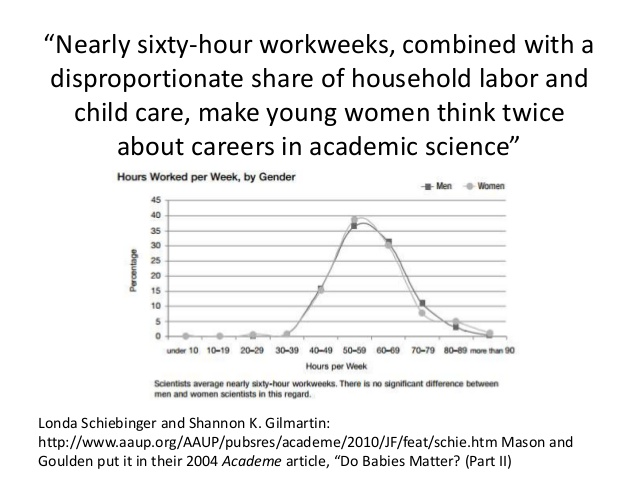 “Nearly sixty-hour workweeks, combined with a
disproportionate share of household labor and
child care, make young women think twice
about careers in academic science”
Hours Worked per Week, by Gender
Men Women
45
40
35
30
25
20
15
10
5
0
Percentage
under 10 10–19 20–29 30–39 40–49 50–59 60–69 70–79 80–89 more than 90
Hours per Week
Scientists average nearly sixty-hour workweeks. There is no significant difference between
men and women scientists in this regard.
Londa Schiebinger and Shannon K. Gilmartin:
http://www.aaup.org/AAUP/pubsres/academe/2010/JF/feat/schie.htm Mason and
Goulden put it in their 2004 Academe article, “Do Babies Matter? (Part II)